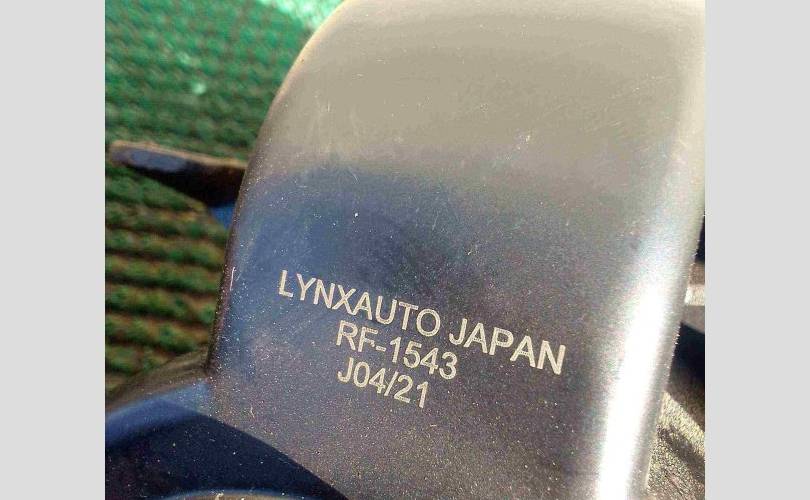 LYNXAUTO JAPAN
RF-1543
J04/21